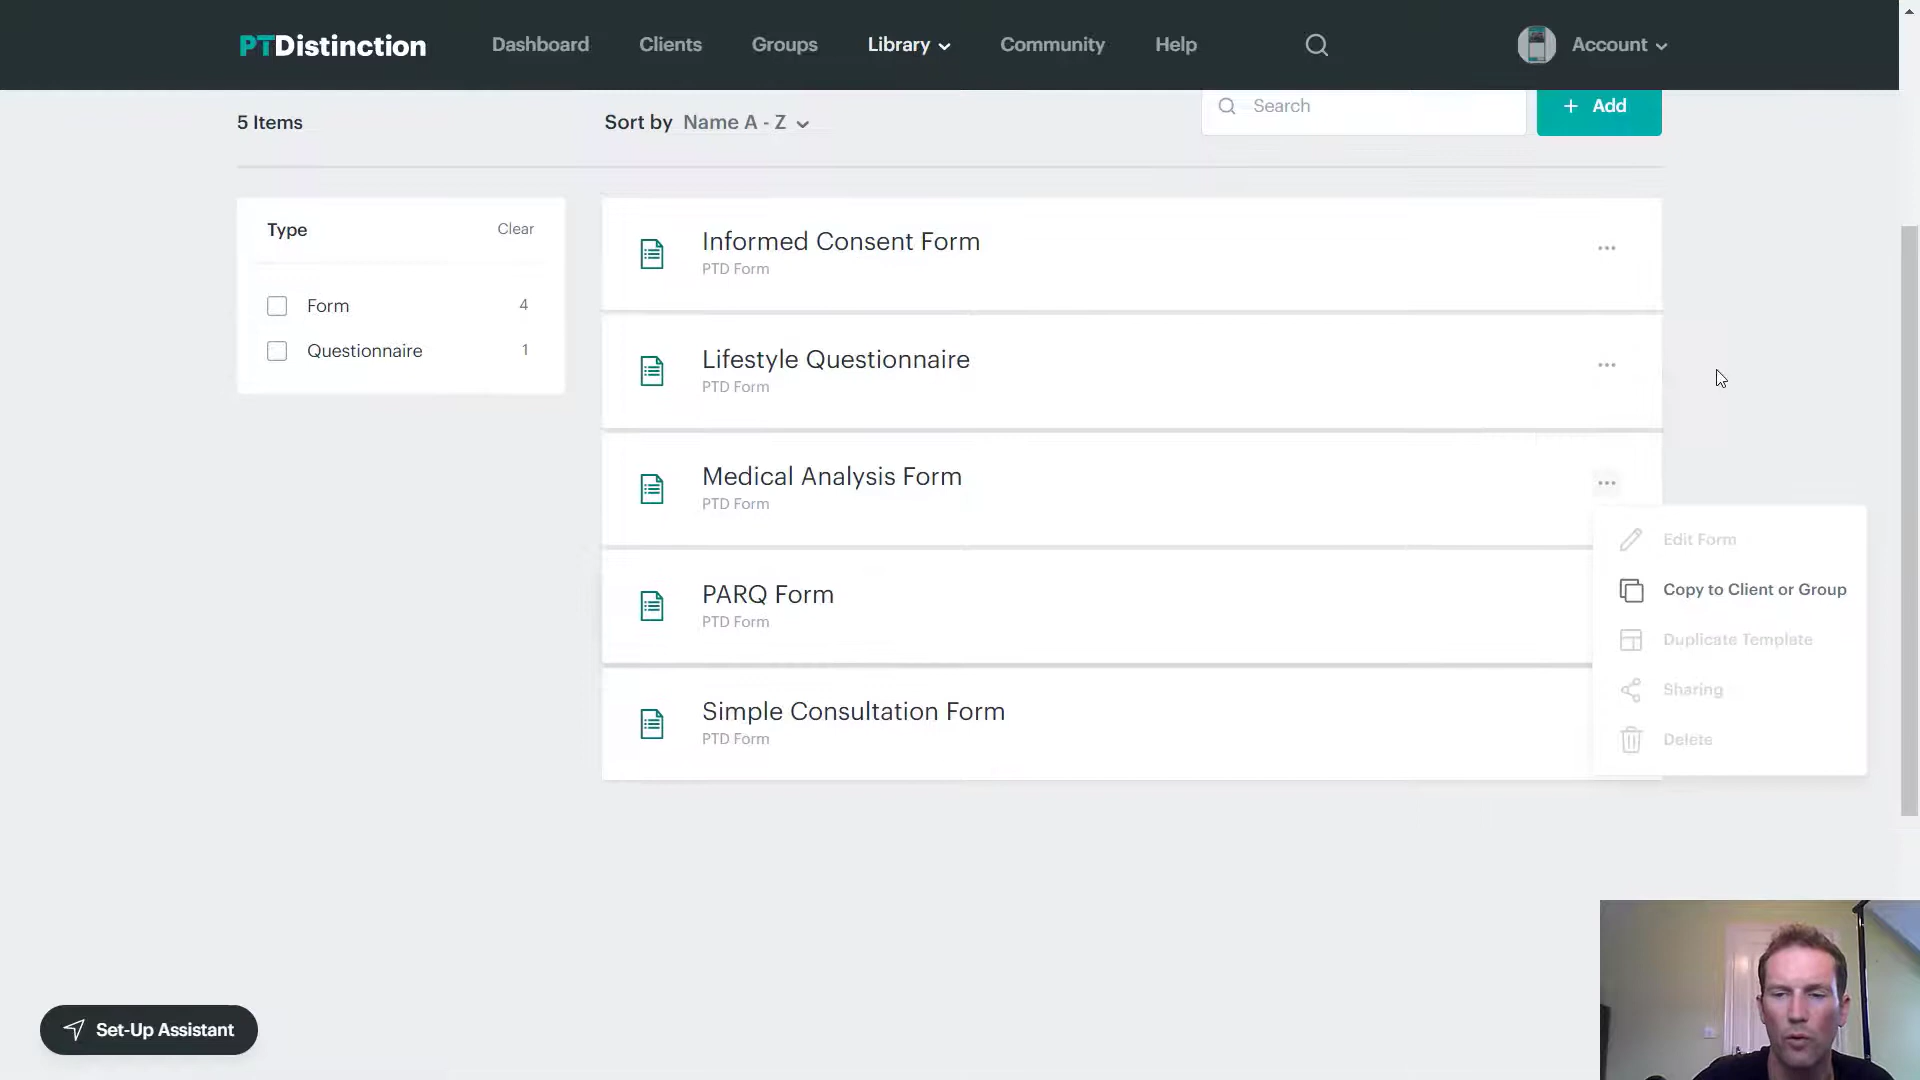 PTDistinction
Dashboard
Clients
Groups
Library
Community
Help
Account
5 Items
Sort by Name A - Z
Search
+ Add
Type
Clear
Form 4
Questionnaire 1
Informed Consent Form
PTD Form
Lifestyle Questionnaire
PTD Form
Medical Analysis Form
PTD Form
PARQ Form
PTD Form
Simple Consultation Form
PTD Form
Edit Form
Copy to Client or Group
Duplicate Template
Sharing
Delete
Set-Up Assistant